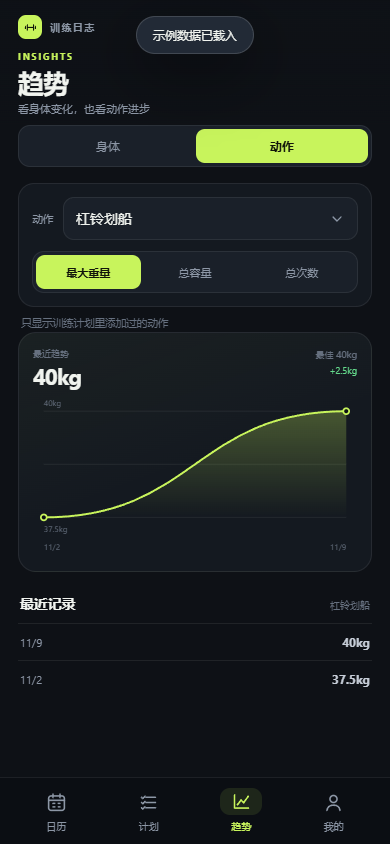 训练日志
示例数据已载入
INSIGHTS
趋势
看身体变化，也看动作进步
身体
动作
动作
杠铃划船
最大重量
总容量
总次数
只显示训练计划里添加过的动作
最近趋势
最佳 40kg
40kg
+2.5kg
40kg
37.5kg
11/2
11/9
最近记录
杠铃划船
11/9
40kg
11/2
37.5kg
日历
计划
趋势
我的